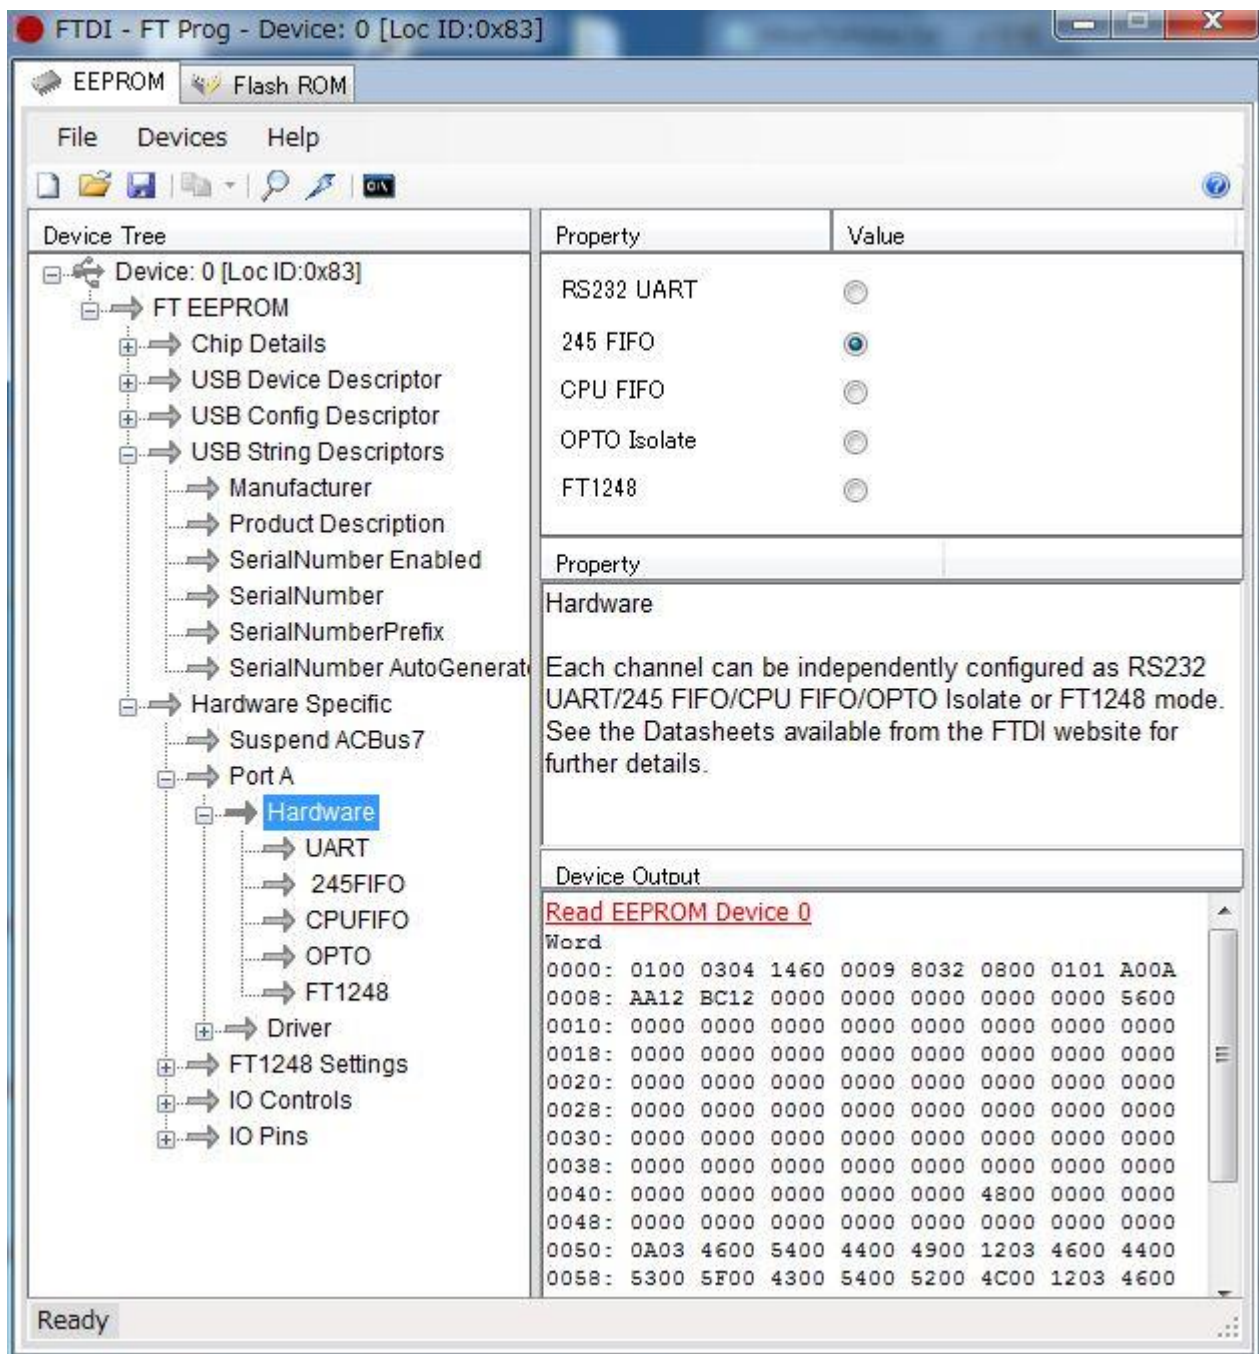 FTDI - FT Prog - Device: 0 [Loc ID:0x83]
EEPROM
Flash ROM
File Devices Help
Device Tree
Device: 0 [Loc ID:0x83]
FT EEPROM
Chip Details
USB Device Descriptor
USB Config Descriptor
USB String Descriptors
Manufacturer
Product Description
SerialNumber Enabled
SerialNumber
SerialNumberPrefix
SerialNumber AutoGenerat
Hardware Specific
Suspend ACBus7
Port A
Hardware
UART
245FIFO
CPUFIFO
OPTO
FT1248
Driver
FT1248 Settings
IO Controls
IO Pins
Property Value
RS232 UART
245 FIFO
CPU FIFO
OPTO Isolate
FT1248
Property
Hardware
Each channel can be independently configured as RS232
UART/245 FIFO/CPU FIFO/OPTO Isolate or FT1248 mode.
See the Datasheets available from the FTDI website for
further details.
Device Output
Read EEPROM Device 0
Word
0000: 0100 0304 1460 0009 8032 0800 0101 A00A
0008: AA12 BC12 0000 0000 0000 0000 0000 5600
0010: 0000 0000 0000 0000 0000 0000 0000 0000
0018: 0000 0000 0000 0000 0000 0000 0000 0000
0020: 0000 0000 0000 0000 0000 0000 0000 0000
0028: 0000 0000 0000 0000 0000 0000 0000 0000
0030: 0000 0000 0000 0000 0000 0000 0000 0000
0038: 0000 0000 0000 0000 0000 0000 0000 0000
0040: 0000 0000 0000 0000 0000 4800 0000 0000
0048: 0000 0000 0000 0000 0000 0000 0000 0000
0050: 0A03 4600 5400 4400 4900 1203 4600 4400
0058: 5300 5F00 4300 5400 5200 4C00 1203 4600
Ready